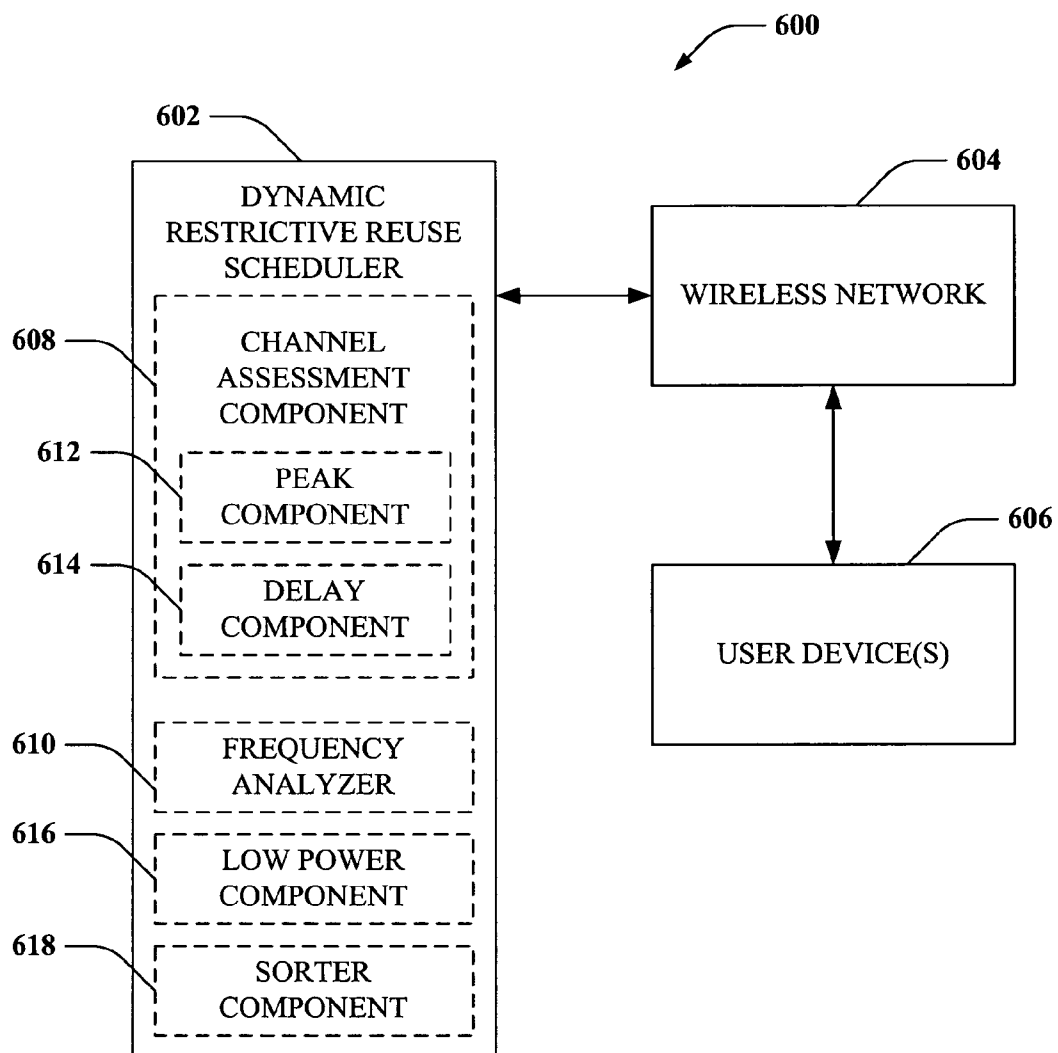 600
602
DYNAMIC
RESTRICTIVE REUSE
SCHEDULER
608
CHANNEL
ASSESSMENT
COMPONENT
612
PEAK
COMPONENT
614
DELAY
COMPONENT
610
FREQUENCY
ANALYZER
616
LOW POWER
COMPONENT
618
SORTER
COMPONENT
604
WIRELESS NETWORK
606
USER DEVICE(S)